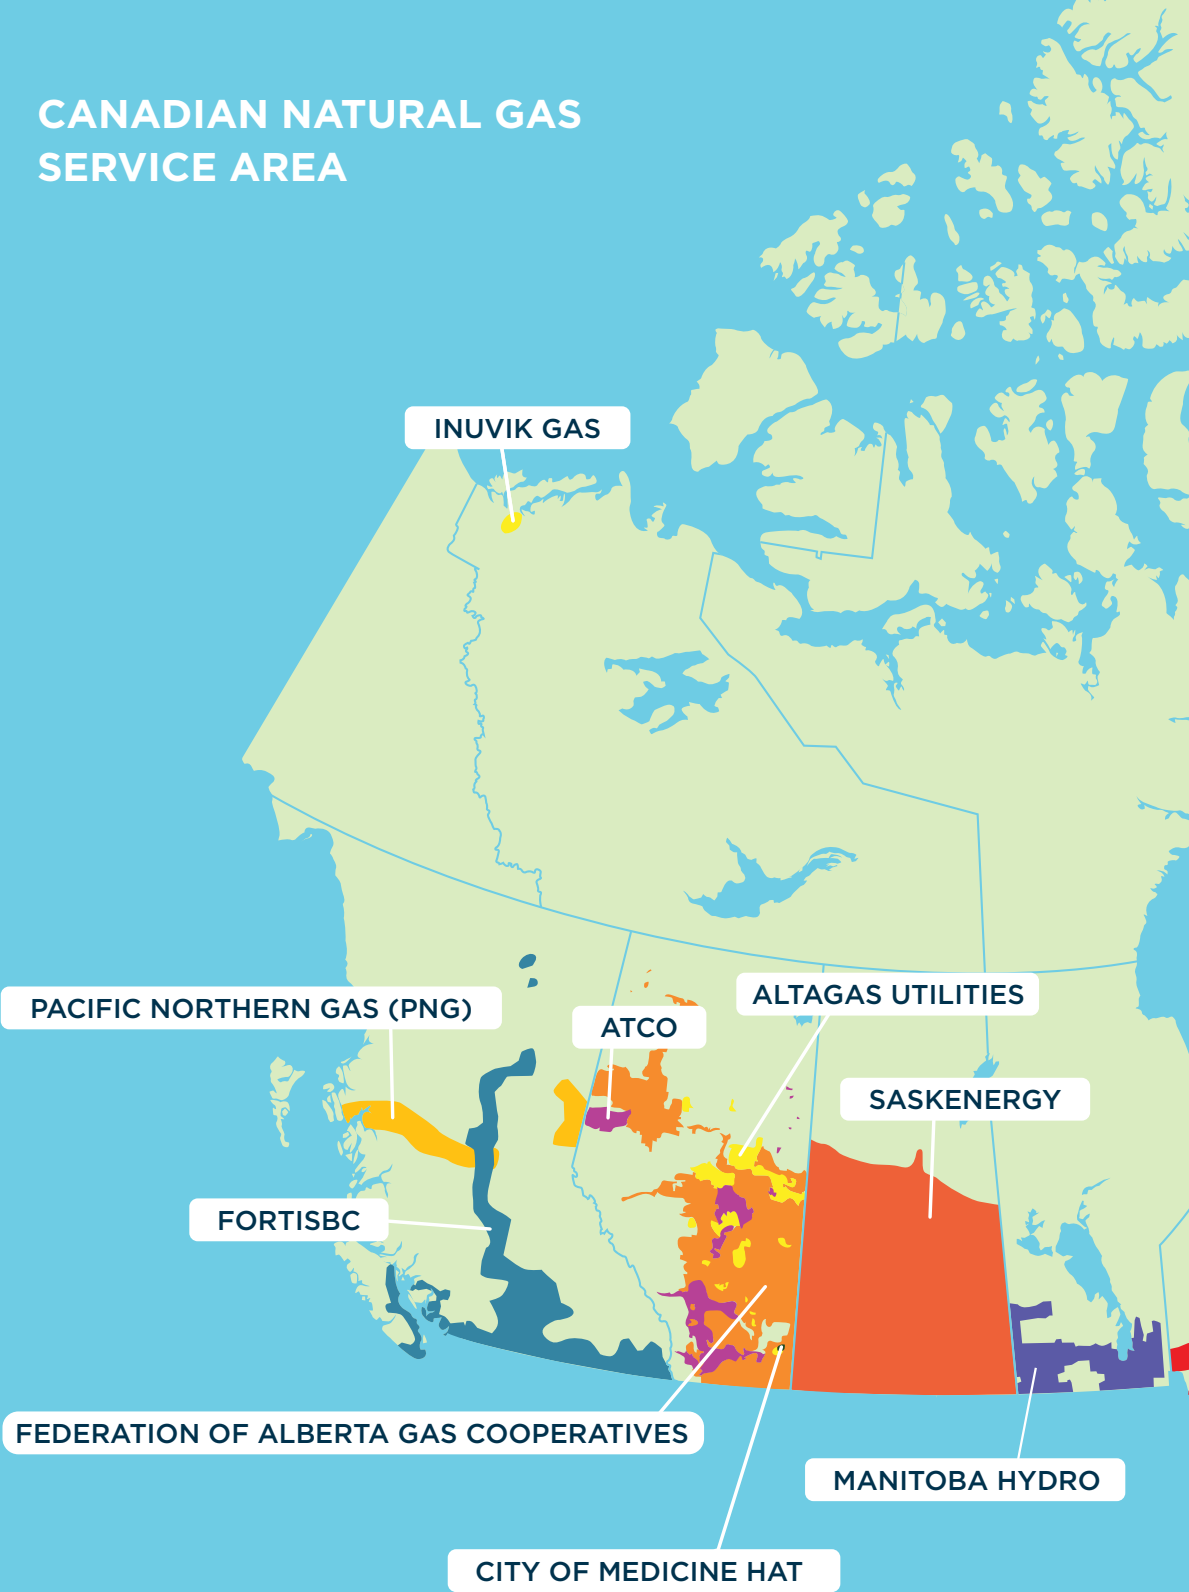 CANADIAN NATURAL GAS
SERVICE AREA
INUVIK GAS
ALTAGAS UTILITIES
PACIFIC NORTHERN GAS (PNG)
ATCO
SASKENERGY
FORTISBC
FEDERATION OF ALBERTA GAS COOPERATIVES
MANITOBA HYDRO
CITY OF MEDICINE HAT